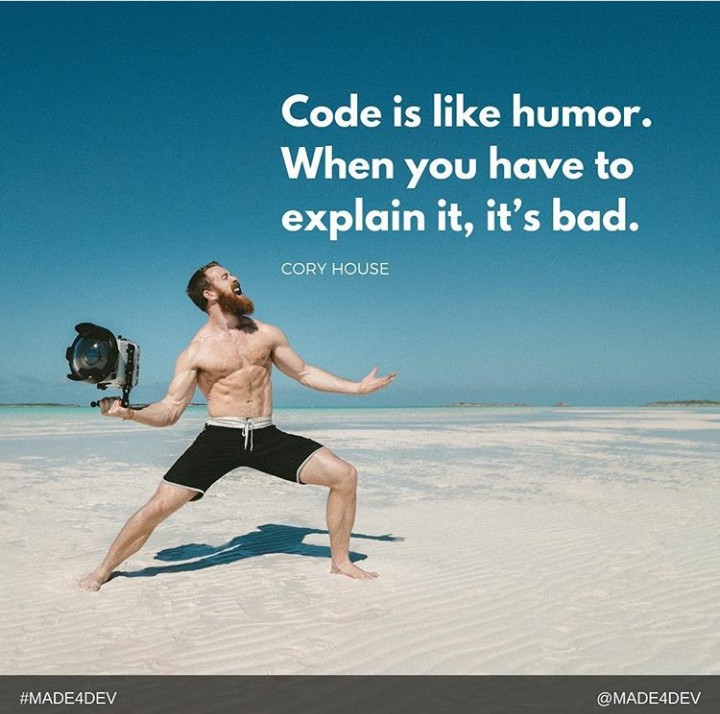 Code is like humor.
When you have to
explain it, it’s bad.
CORY HOUSE
#MADE4DEV
@MADE4DEV